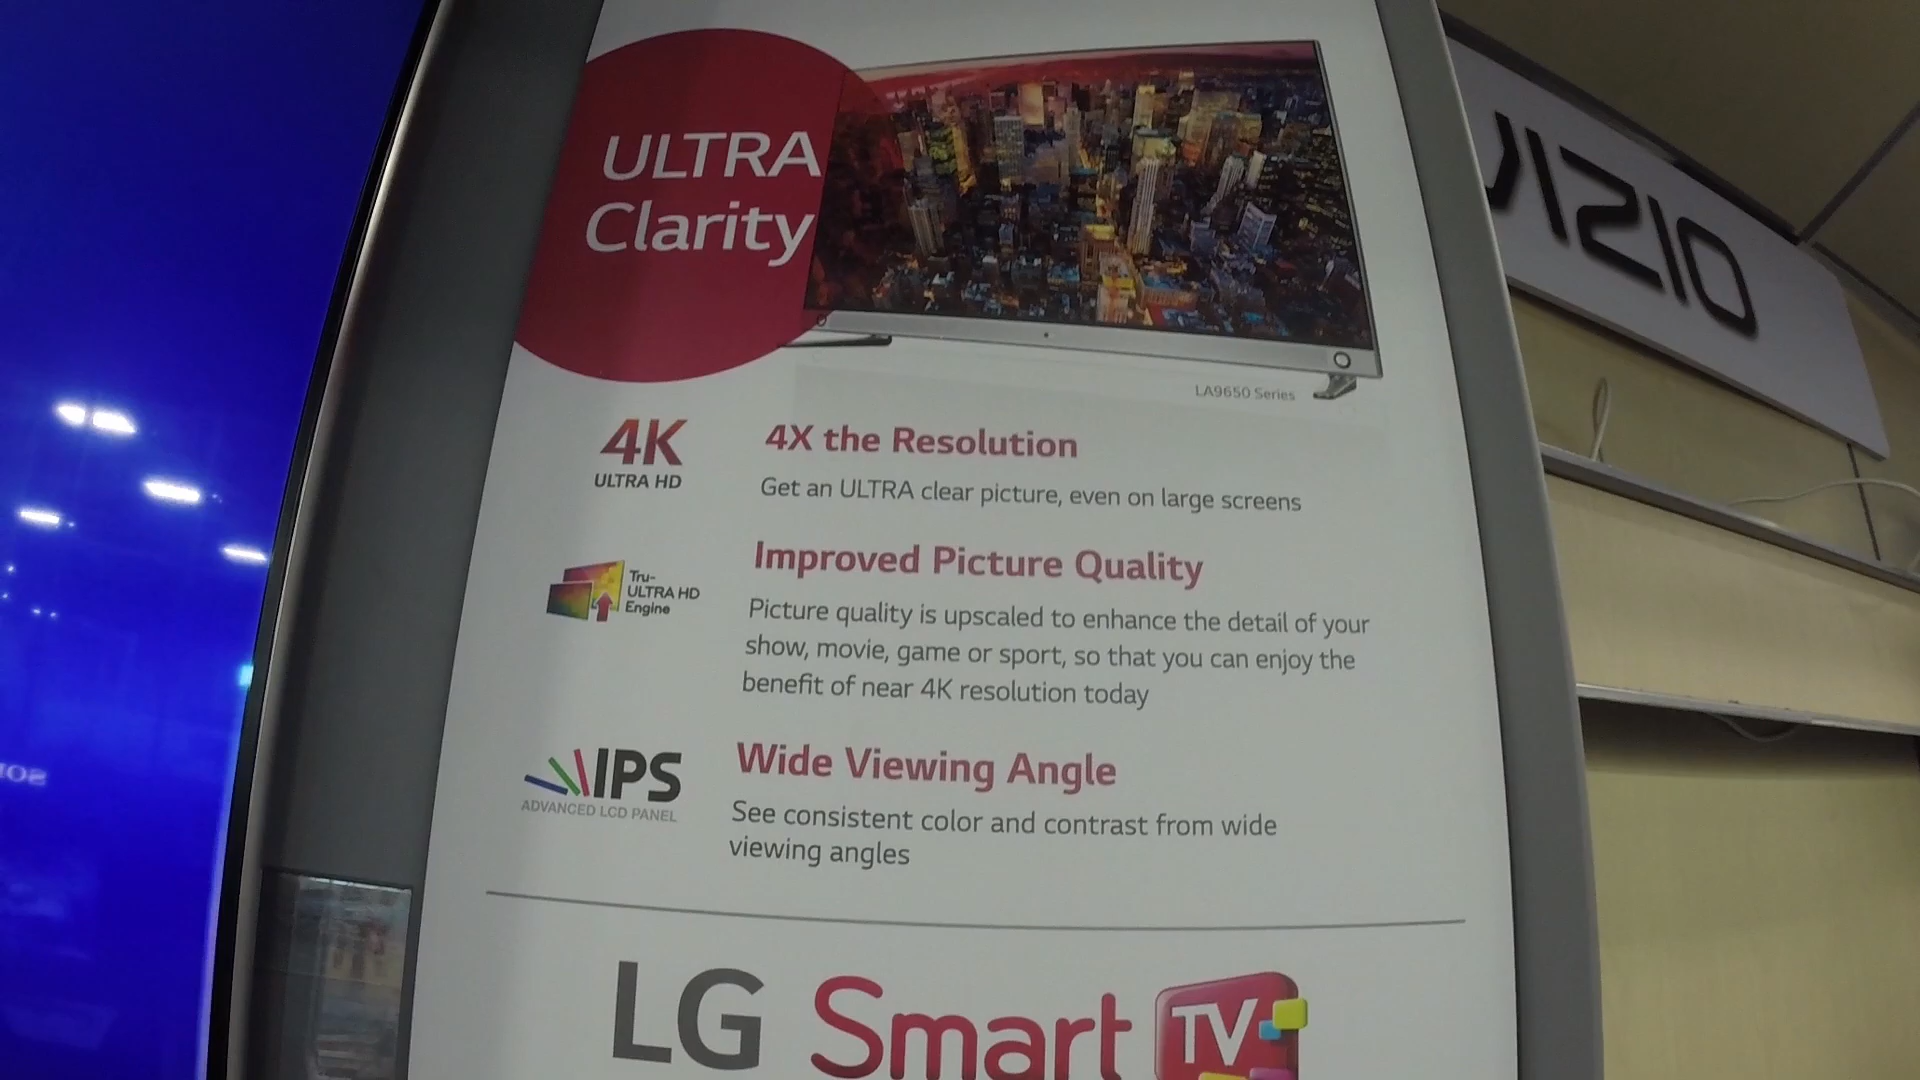 ULTRA
Clarity
LA9650 Series
4K
ULTRA HD
4X the Resolution
Get an ULTRA clear picture, even on large screens
Tru-
ULTRA HD
Engine
Improved Picture Quality
Picture quality is upscaled to enhance the detail of your
show, movie, game or sport, so that you can enjoy the
benefit of near 4K resolution today
IPS
ADVANCED LCD PANEL
Wide Viewing Angle
See consistent color and contrast from wide
viewing angles
LG Smart TV
VIZIO